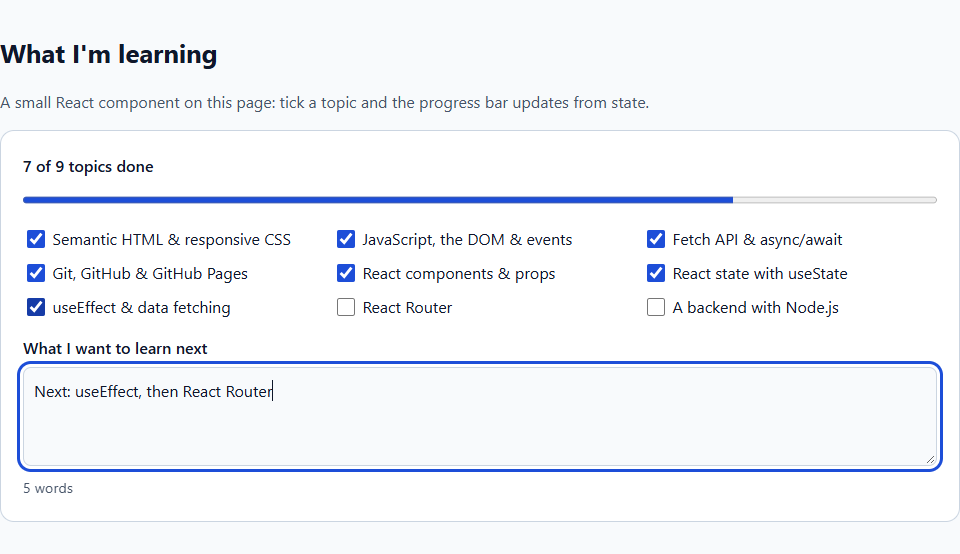 What I'm learning
A small React component on this page: tick a topic and the progress bar updates from state.
7 of 9 topics done
Semantic HTML & responsive CSS
JavaScript, the DOM & events
Fetch API & async/await
Git, GitHub & GitHub Pages
React components & props
React state with useState
useEffect & data fetching
React Router
A backend with Node.js
What I want to learn next
Next: useEffect, then React Router
5 words